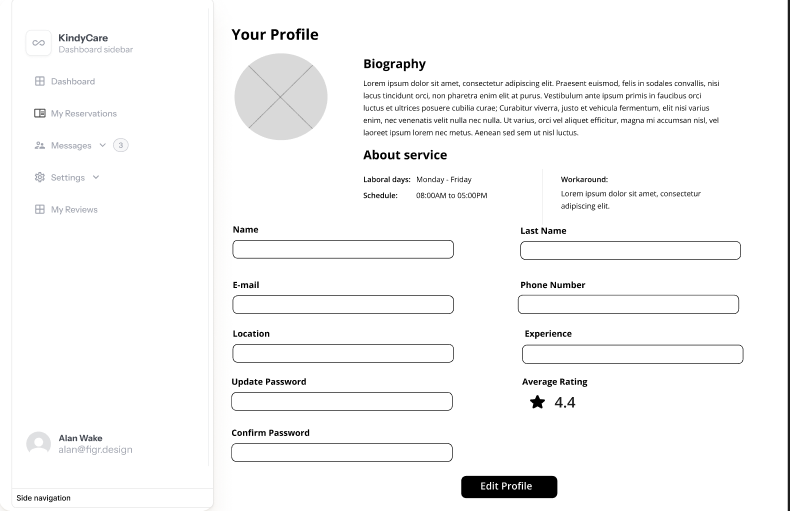 KindyCare
Dashboard sidebar
Dashboard
My Reservations
Messages 3
Settings
My Reviews
Alan Wake
alan@figr.design
Side navigation
Your Profile
Biography
Lorem ipsum dolor sit amet, consectetur adipiscing elit. Praesent euismod, felis in sodales convallis, nisi
lacus tincidunt orci, non pharetra enim elit at purus. Vestibulum ante ipsum primis in faucibus orci
luctus et ultrices posuere cubilia curae; Curabitur viverra, justo et vehicula fermentum, elit nisi varius
enim, nec venenatis velit nulla nec nulla. Ut varius, orci vel aliquet efficitur, magna mi accumsan nisl, vel
laoreet ipsum lorem nec metus. Aenean sed sem ut nisl luctus.
About service
Laboral days: Monday - Friday
Schedule: 08:00AM to 05:00PM
Workaround:
Lorem ipsum dolor sit amet, consectetur
adipiscing elit.
Name
Last Name
E-mail
Phone Number
Location
Experience
Update Password
Average Rating
4.4
Confirm Password
Edit Profile